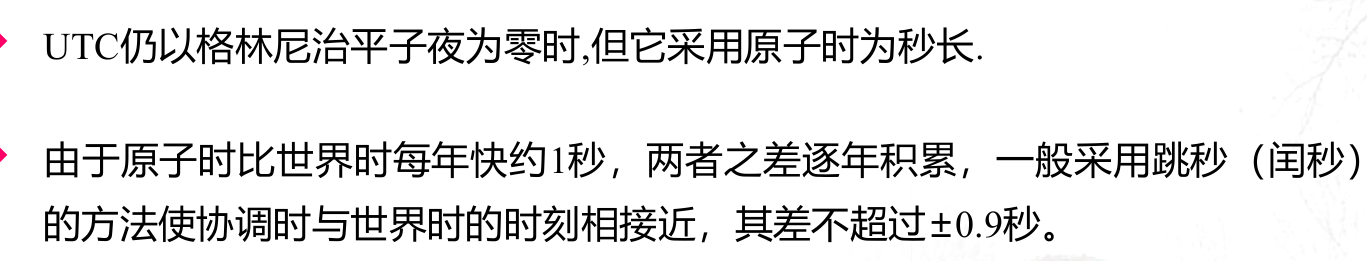 UTC仍以格林尼治平子夜为零时,但它采用原子时为秒长.
由于原子时比世界时每年快约1秒，两者之差逐年积累，一般采用跳秒（闰秒）
的方法使协调时与世界时的时刻相接近，其差不超过±0.9秒。